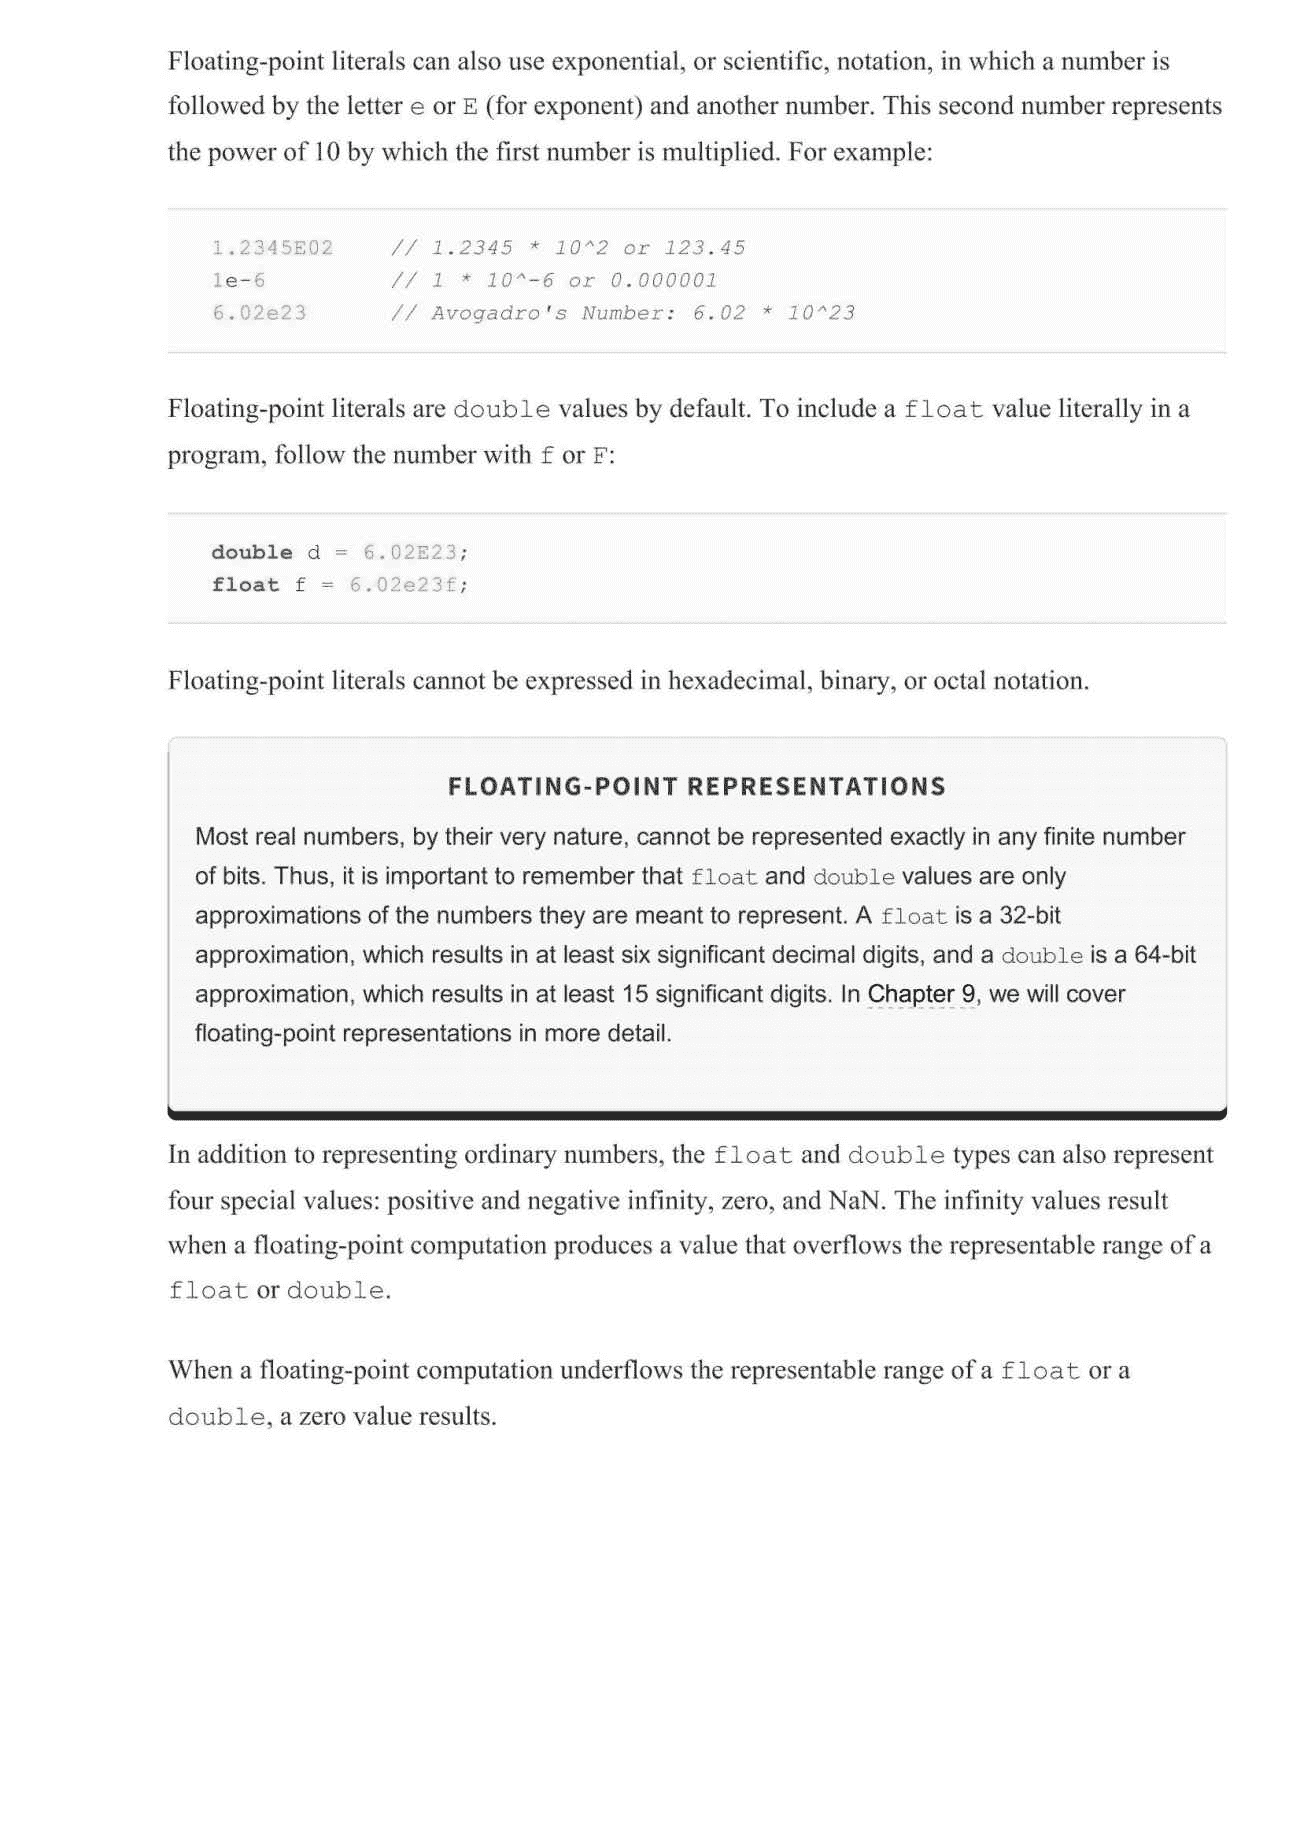 Floating-point literals can also use exponential, or scientific, notation, in which a number is
followed by the letter e or E (for exponent) and another number. This second number represents
the power of 10 by which the first number is multiplied. For example:
1.2345E02 // 1.2345 * 10^2 or 123.45
1e-6 // 1 * 10^-6 or 0.000001
6.02e23 // Avogadro's Number: 6.02 * 10^23
Floating-point literals are double values by default. To include a float value literally in a
program, follow the number with f or F:
double d = 6.02E23;
float f = 6.02e23f;
Floating-point literals cannot be expressed in hexadecimal, binary, or octal notation.
FLOATING-POINT REPRESENTATIONS
Most real numbers, by their very nature, cannot be represented exactly in any finite number
of bits. Thus, it is important to remember that float and double values are only
approximations of the numbers they are meant to represent. A float is a 32-bit
approximation, which results in at least six significant decimal digits, and a double is a 64-bit
approximation, which results in at least 15 significant digits. In Chapter 9, we will cover
floating-point representations in more detail.
In addition to representing ordinary numbers, the float and double types can also represent
four special values: positive and negative infinity, zero, and NaN. The infinity values result
when a floating-point computation produces a value that overflows the representable range of a
float or double.
When a floating-point computation underflows the representable range of a float or a
double, a zero value results.